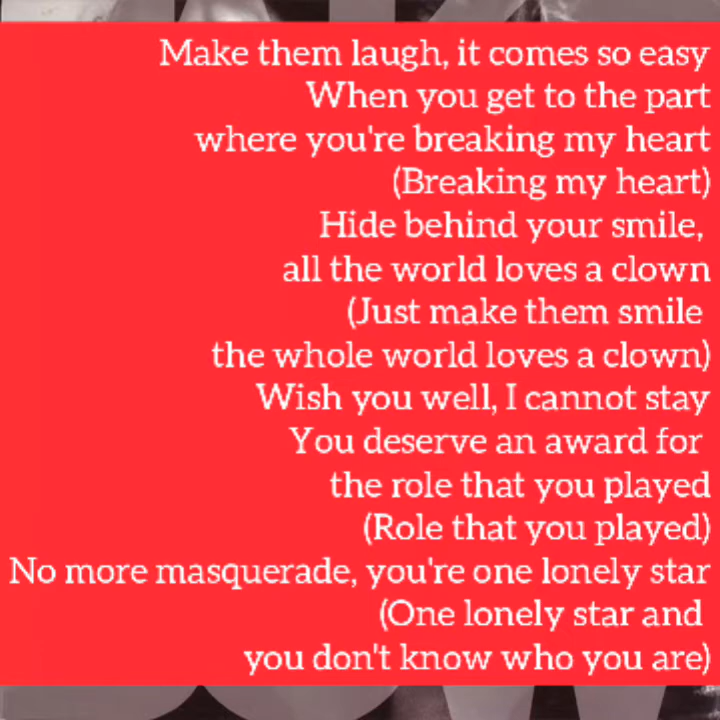 Make them laugh, it comes so easy
When you get to the part
where you're breaking my heart
(Breaking my heart)
Hide behind your smile,
all the world loves a clown
(Just make them smile
the whole world loves a clown)
Wish you well, I cannot stay
You deserve an award for
the role that you played
(Role that you played)
No more masquerade, you're one lonely star
(One lonely star and
you don't know who you are)